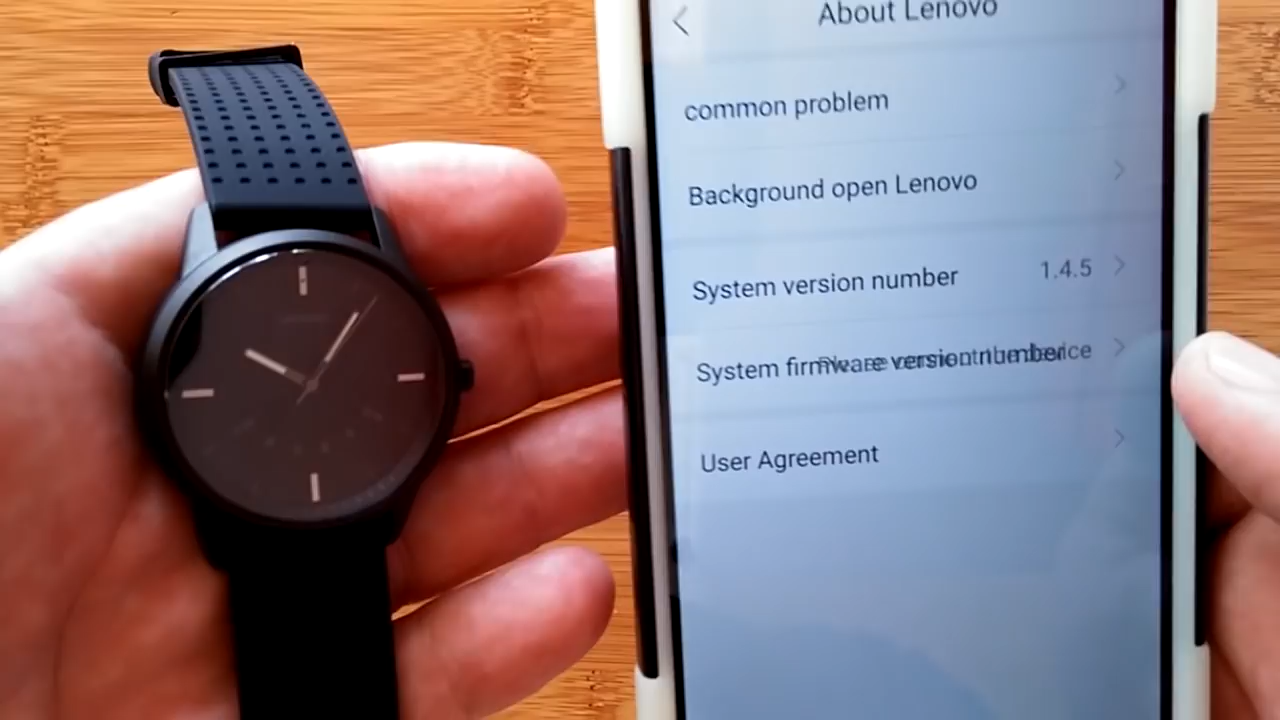 About Lenovo
common problem
Background open Lenovo
System version number 1.4.5
System firmware version number
User Agreement